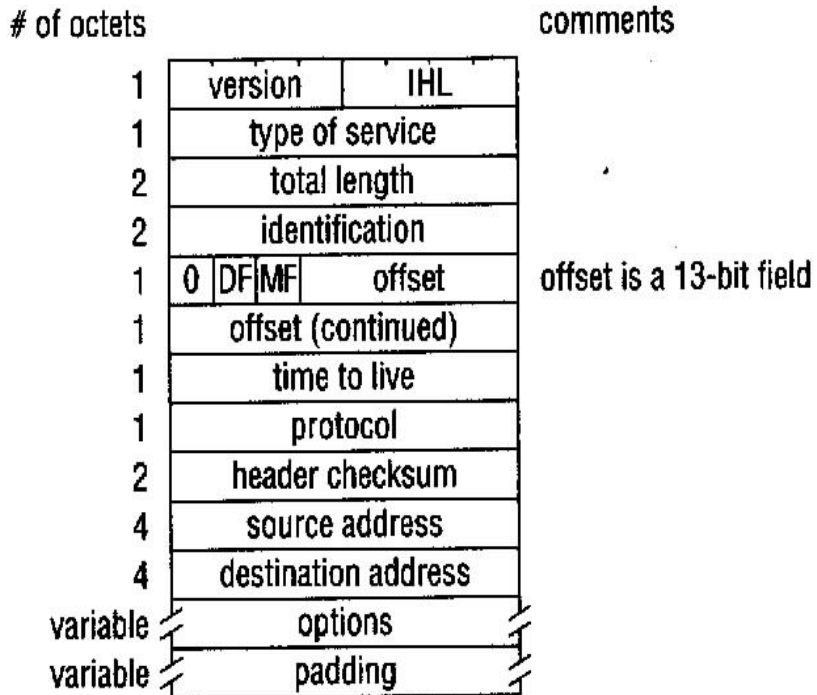 # of octets comments
1 version IHL
1 type of service
2 total length
2 identification
1 0 DF MF offset offset is a 13-bit field
1 offset (continued)
1 time to live
1 protocol
2 header checksum
4 source address
4 destination address
variable options
variable padding